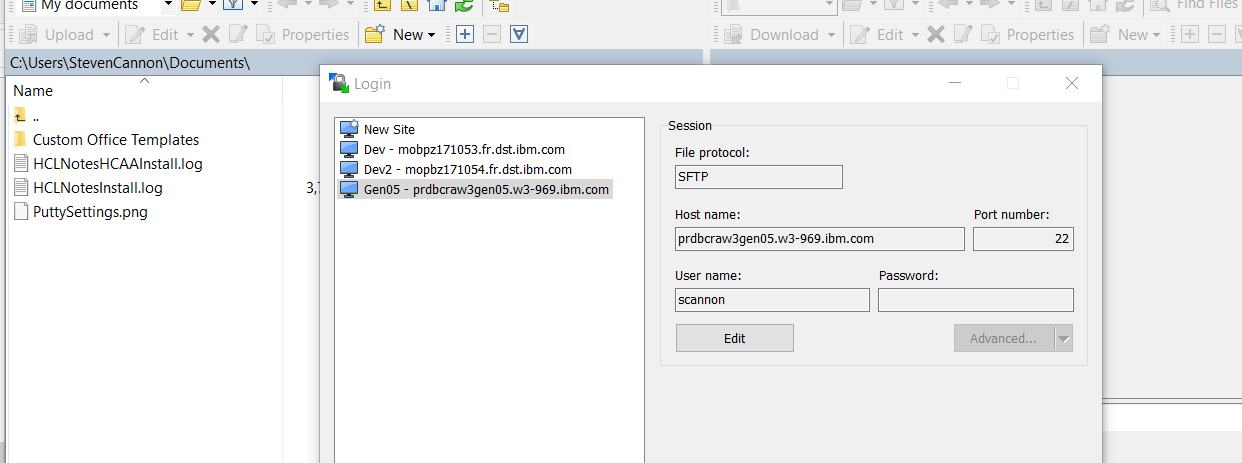 My documents
Find Files
Upload
Edit
Properties
New
Download
Edit
Properties
New
C:\Users\StevenCannon\Documents\
Name
..
Custom Office Templates
HCLNotesHCAAInstall.log
HCLNotesInstall.log
3,
PuttySettings.png
Login
New Site
Dev - mobpz171053.fr.dst.ibm.com
Dev2 - mopbz171054.fr.dst.ibm.com
Gen05 - prdbcraw3gen05.w3-969.ibm.com
Session
File protocol:
SFTP
Host name:
Port number:
prdbcraw3gen05.w3-969.ibm.com
22
User name:
Password:
scannon
Edit
Advanced...